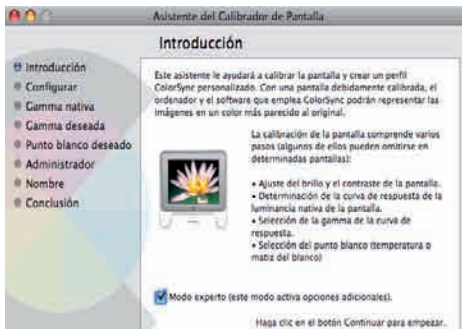 Asistente del Calibrador de Pantalla
Introducción
Introducción
Configurar
Gamma nativa
Gamma deseada
Punto blanco deseado
Administrador
Nombre
Conclusión
Este asistente le ayudará a calibrar la pantalla y crear un perfil
ColorSync personalizado. Con una pantalla debidamente calibrada, el
ordenador y el software que emplea ColorSync podrán representar las
imágenes en un color más parecido al original.
La calibración de la pantalla comprende varios
pasos (algunos de ellos pueden omitirse en
determinadas pantallas):
• Ajuste del brillo y el contraste de la pantalla.
• Determinación de la curva de respuesta de la
luminancia nativa de la pantalla.
• Selección de la gamma de la curva de
respuesta.
• Selección del punto blanco (temperatura o
matiz del blanco)
Modo experto (este modo activa opciones adicionales).
Haga clic en el botón Continuar para empezar.